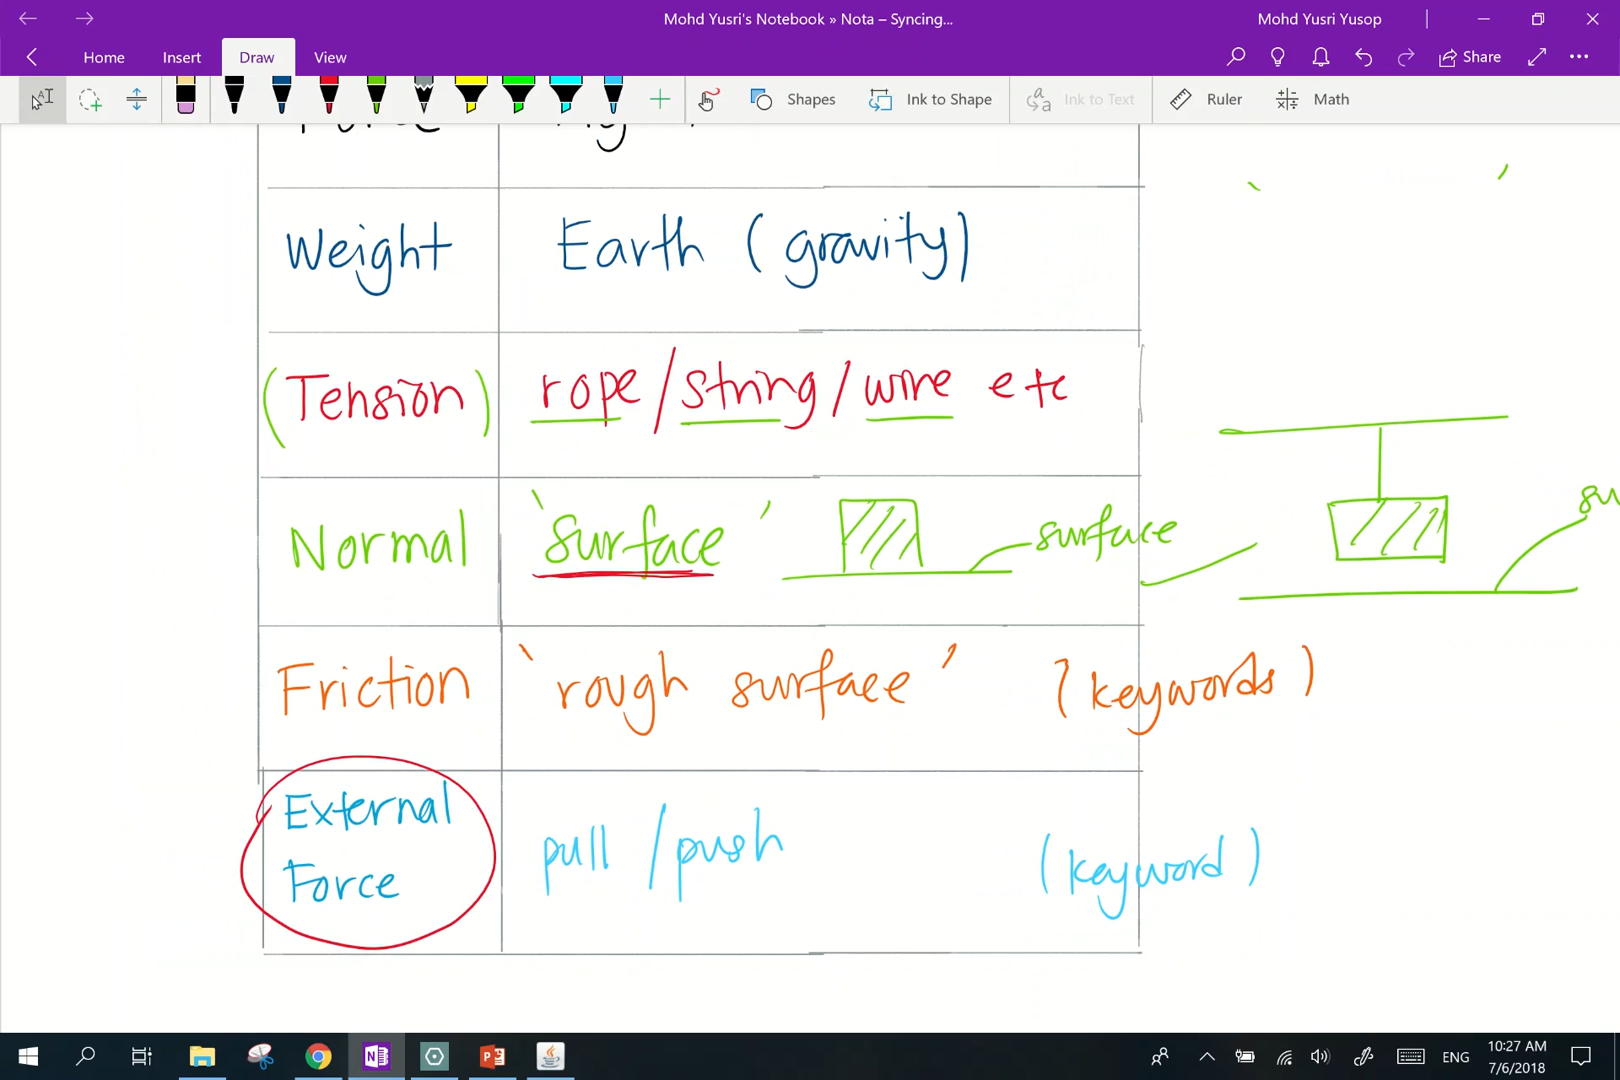 Mohd Yusri's Notebook » Nota – Syncing...
Mohd Yusri Yusop
Home Insert Draw View
Share
Shapes
Ink to Shape
Ink to Text
Ruler
Math
Force
Weight Earth (gravity)
(Tension) rope/string/wire etc
Normal 'surface' surface
Friction 'rough surface' (keywords)
External
Force
pull/push (keyword)
ENG
10:27 AM
7/6/2018